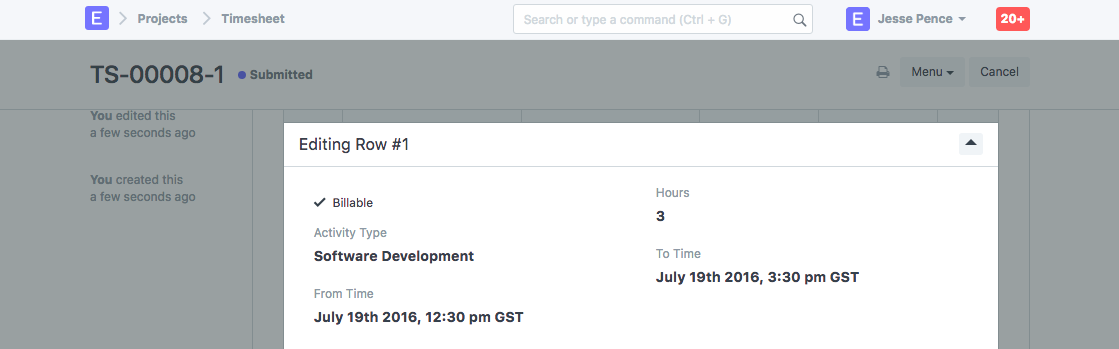 E Projects Timesheet Search or type a command (Ctrl + G) E Jesse Pence 20+
TS-00008-1 Submitted Menu Cancel
You edited this
a few seconds ago
You created this
a few seconds ago
Editing Row #1
Billable
Activity Type
Software Development
From Time
July 19th 2016, 12:30 pm GST
Hours
3
To Time
July 19th 2016, 3:30 pm GST